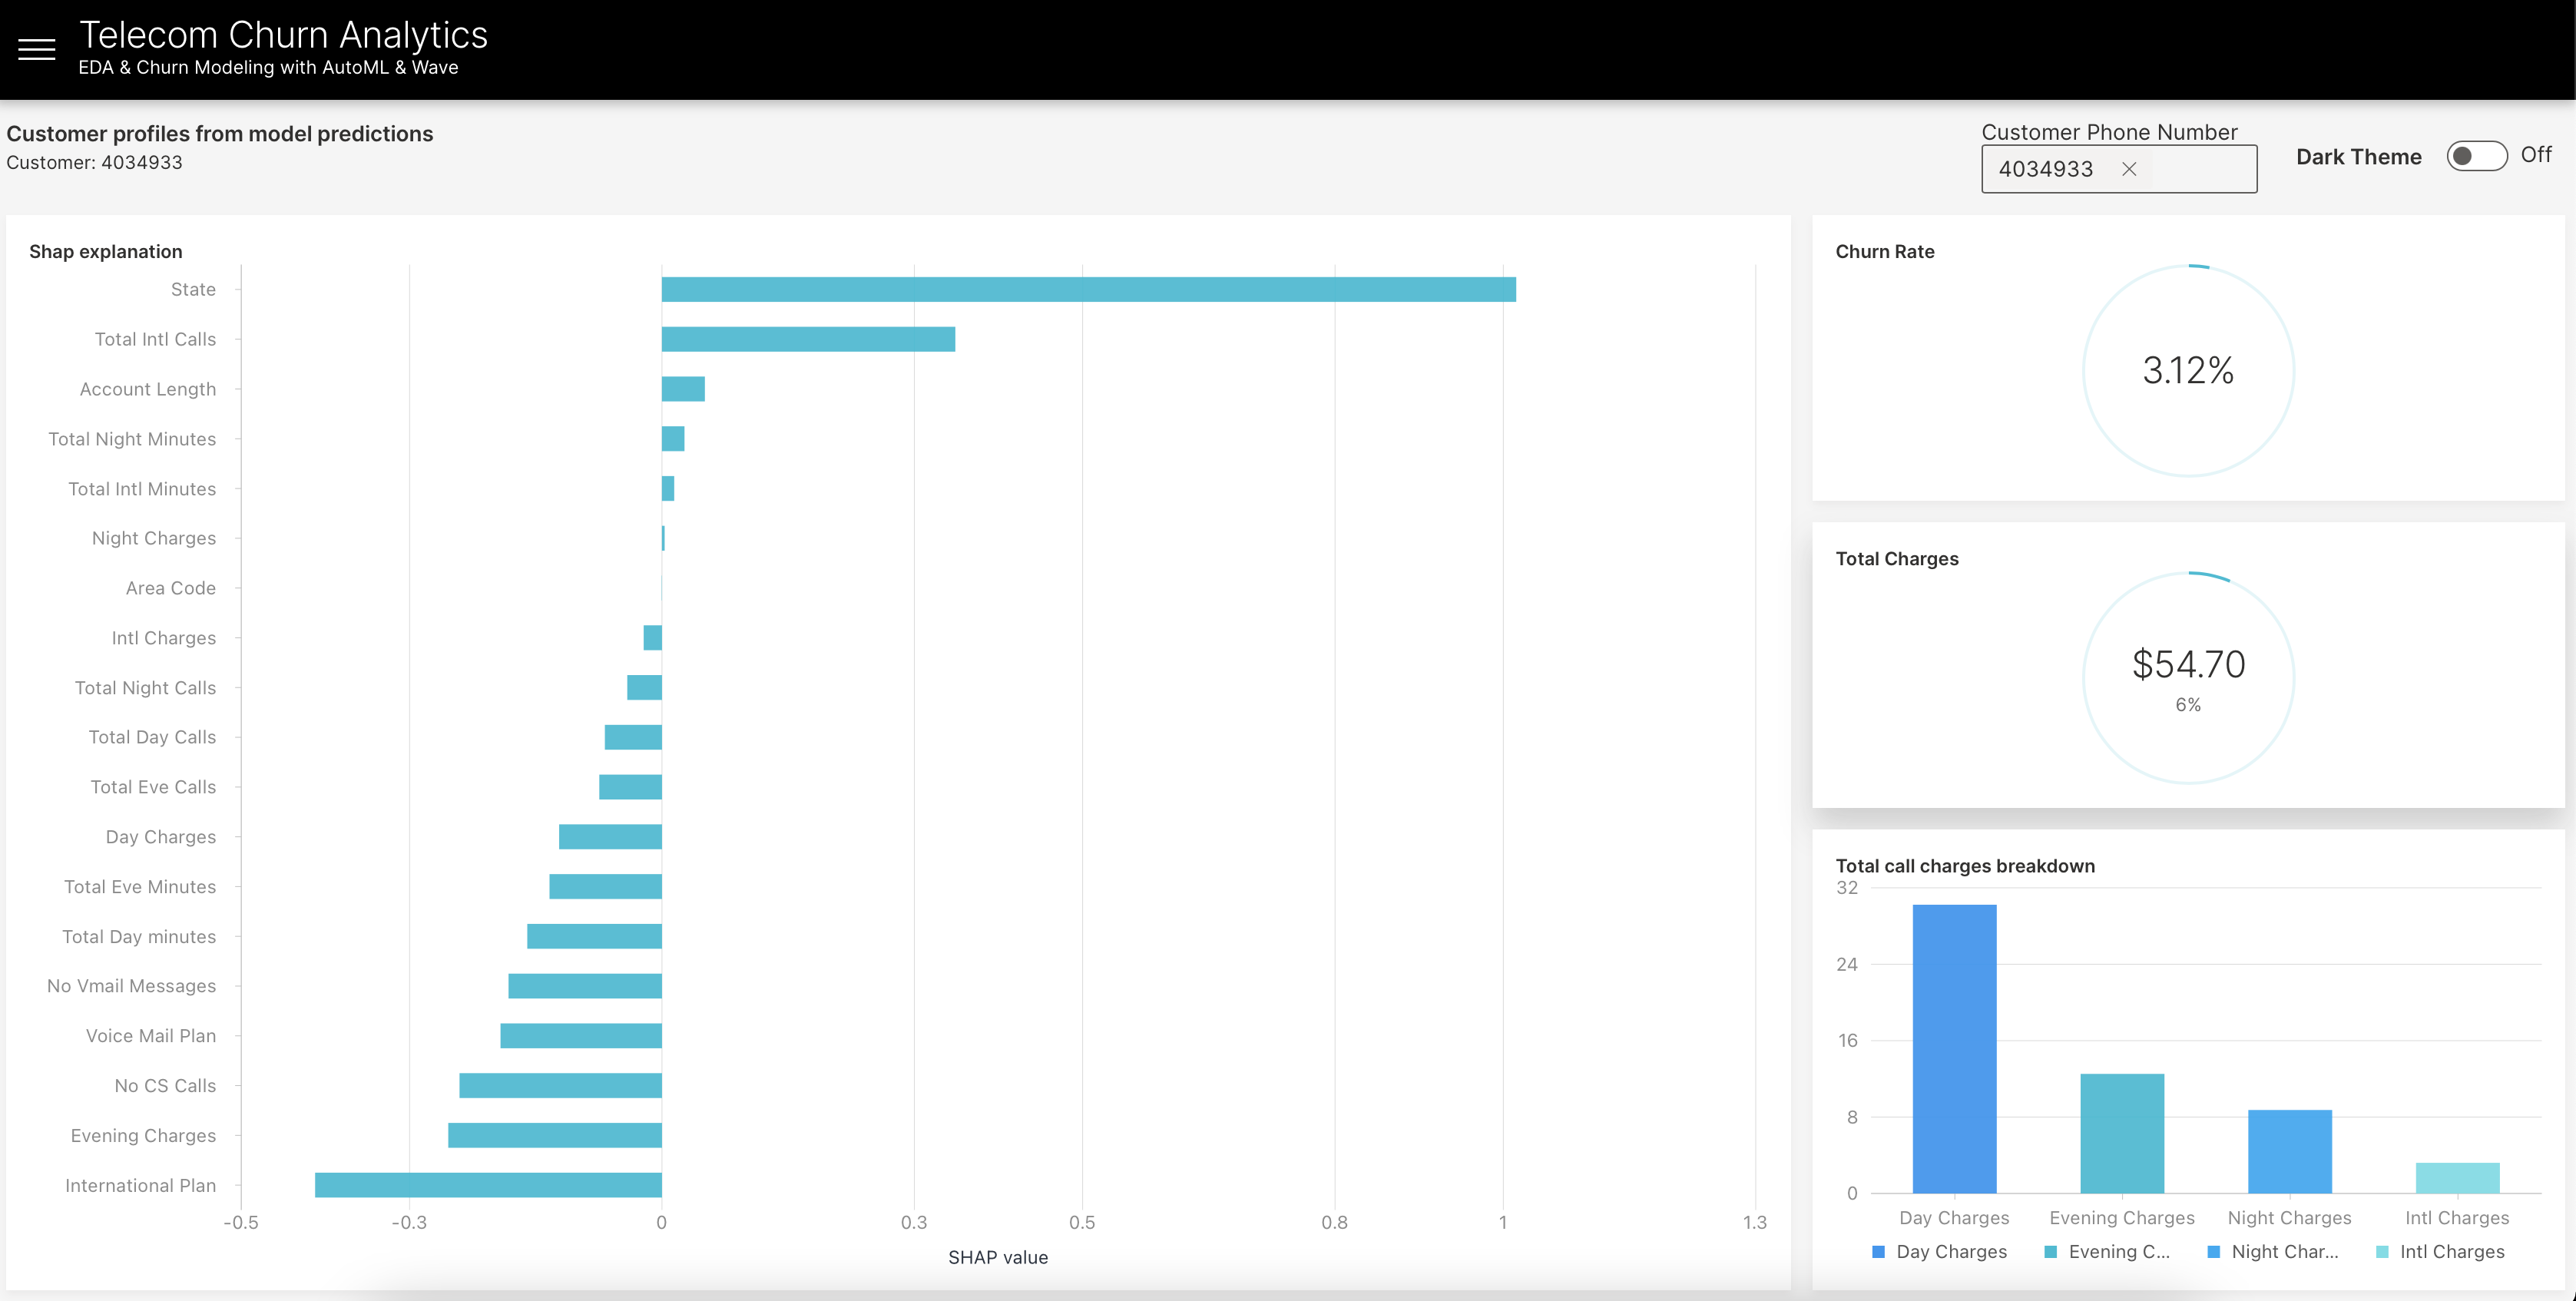 Telecom Churn Analytics
EDA & Churn Modeling with AutoML & Wave
Customer profiles from model predictions
Customer: 4034933
Customer Phone Number
4034933
Dark Theme
Off
Shap explanation
State
Total Intl Calls
Account Length
Total Night Minutes
Total Intl Minutes
Night Charges
Area Code
Intl Charges
Total Night Calls
Total Day Calls
Total Eve Calls
Day Charges
Total Eve Minutes
Total Day minutes
No Vmail Messages
Voice Mail Plan
No CS Calls
Evening Charges
International Plan
-0.5 -0.3 0 0.3 0.5 0.8 1 1.3
SHAP value
Churn Rate
3.12%
Total Charges
$54.70
6%
Total call charges breakdown
32
24
16
8
0
Day Charges Evening Charges Night Charges Intl Charges
Day Charges Evening C... Night Char... Intl Charges